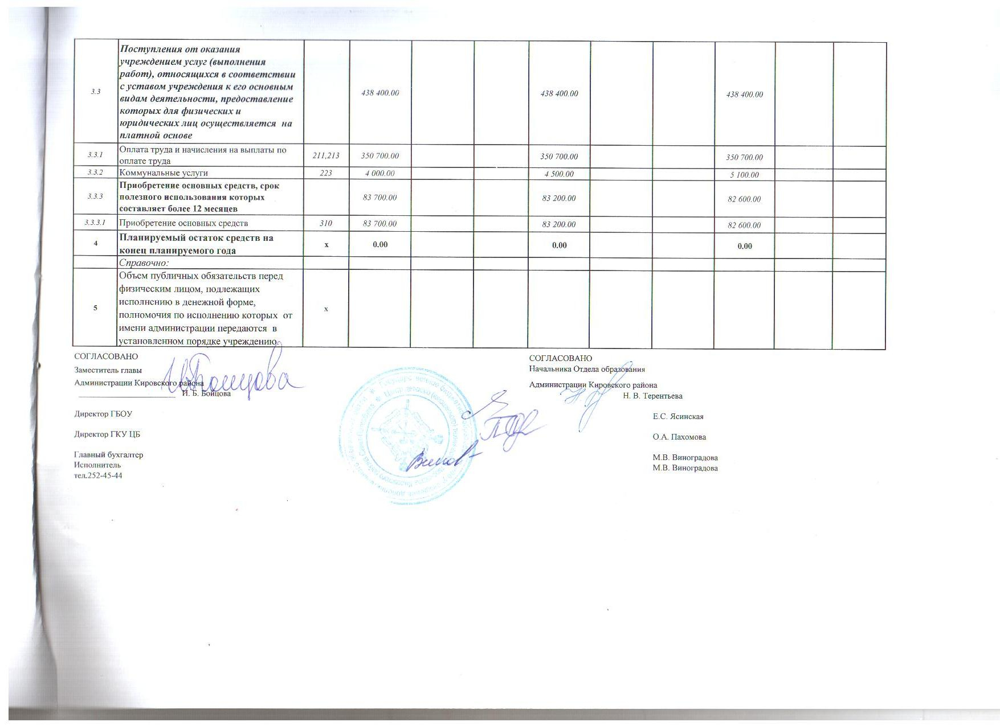 3.3
Поступления от оказания
учреждением услуг (выполнения
работ), относящихся в соответствии
с уставом учреждения к его основным
видам деятельности, предоставление
которых для физических и
юридических лиц осуществляется на
платной основе
438 400.00
438 400.00
438 400.00
3.3.1
Оплата труда и начисления на выплаты по
оплате труда
211,213
350 700.00
350 700.00
350 700.00
3.3.2
Коммунальные услуги
223
4 000.00
4 500.00
5 100.00
3.3.3
Приобретение основных средств, срок
полезного использования которых
составляет более 12 месяцев
83 700.00
83 200.00
82 600.00
3.3.3.1
Приобретение основных средств
310
83 700.00
83 200.00
82 600.00
4
Планируемый остаток средств на
конец планируемого года
х
0.00
0.00
0.00
Справочно:
5
Объем публичных обязательств перед
физическим лицом, подлежащих
исполнению в денежной форме,
полномочия по исполнению которых от
имени администрации передаются в
установленном порядке учреждению
х
СОГЛАСОВАНО
Заместитель главы
Администрации Кировского района
И. Б. Бойцова
СОГЛАСОВАНО
Начальника Отдела образования
Администрации Кировского района
Н. В. Терентьева
Директор ГБОУ
Е.С. Ясинская
Директор ГКУ ЦБ
О.А. Пахомова
Главный бухгалтер
М.В. Виноградова
Исполнитель
М.В. Виноградова
тел.252-45-44